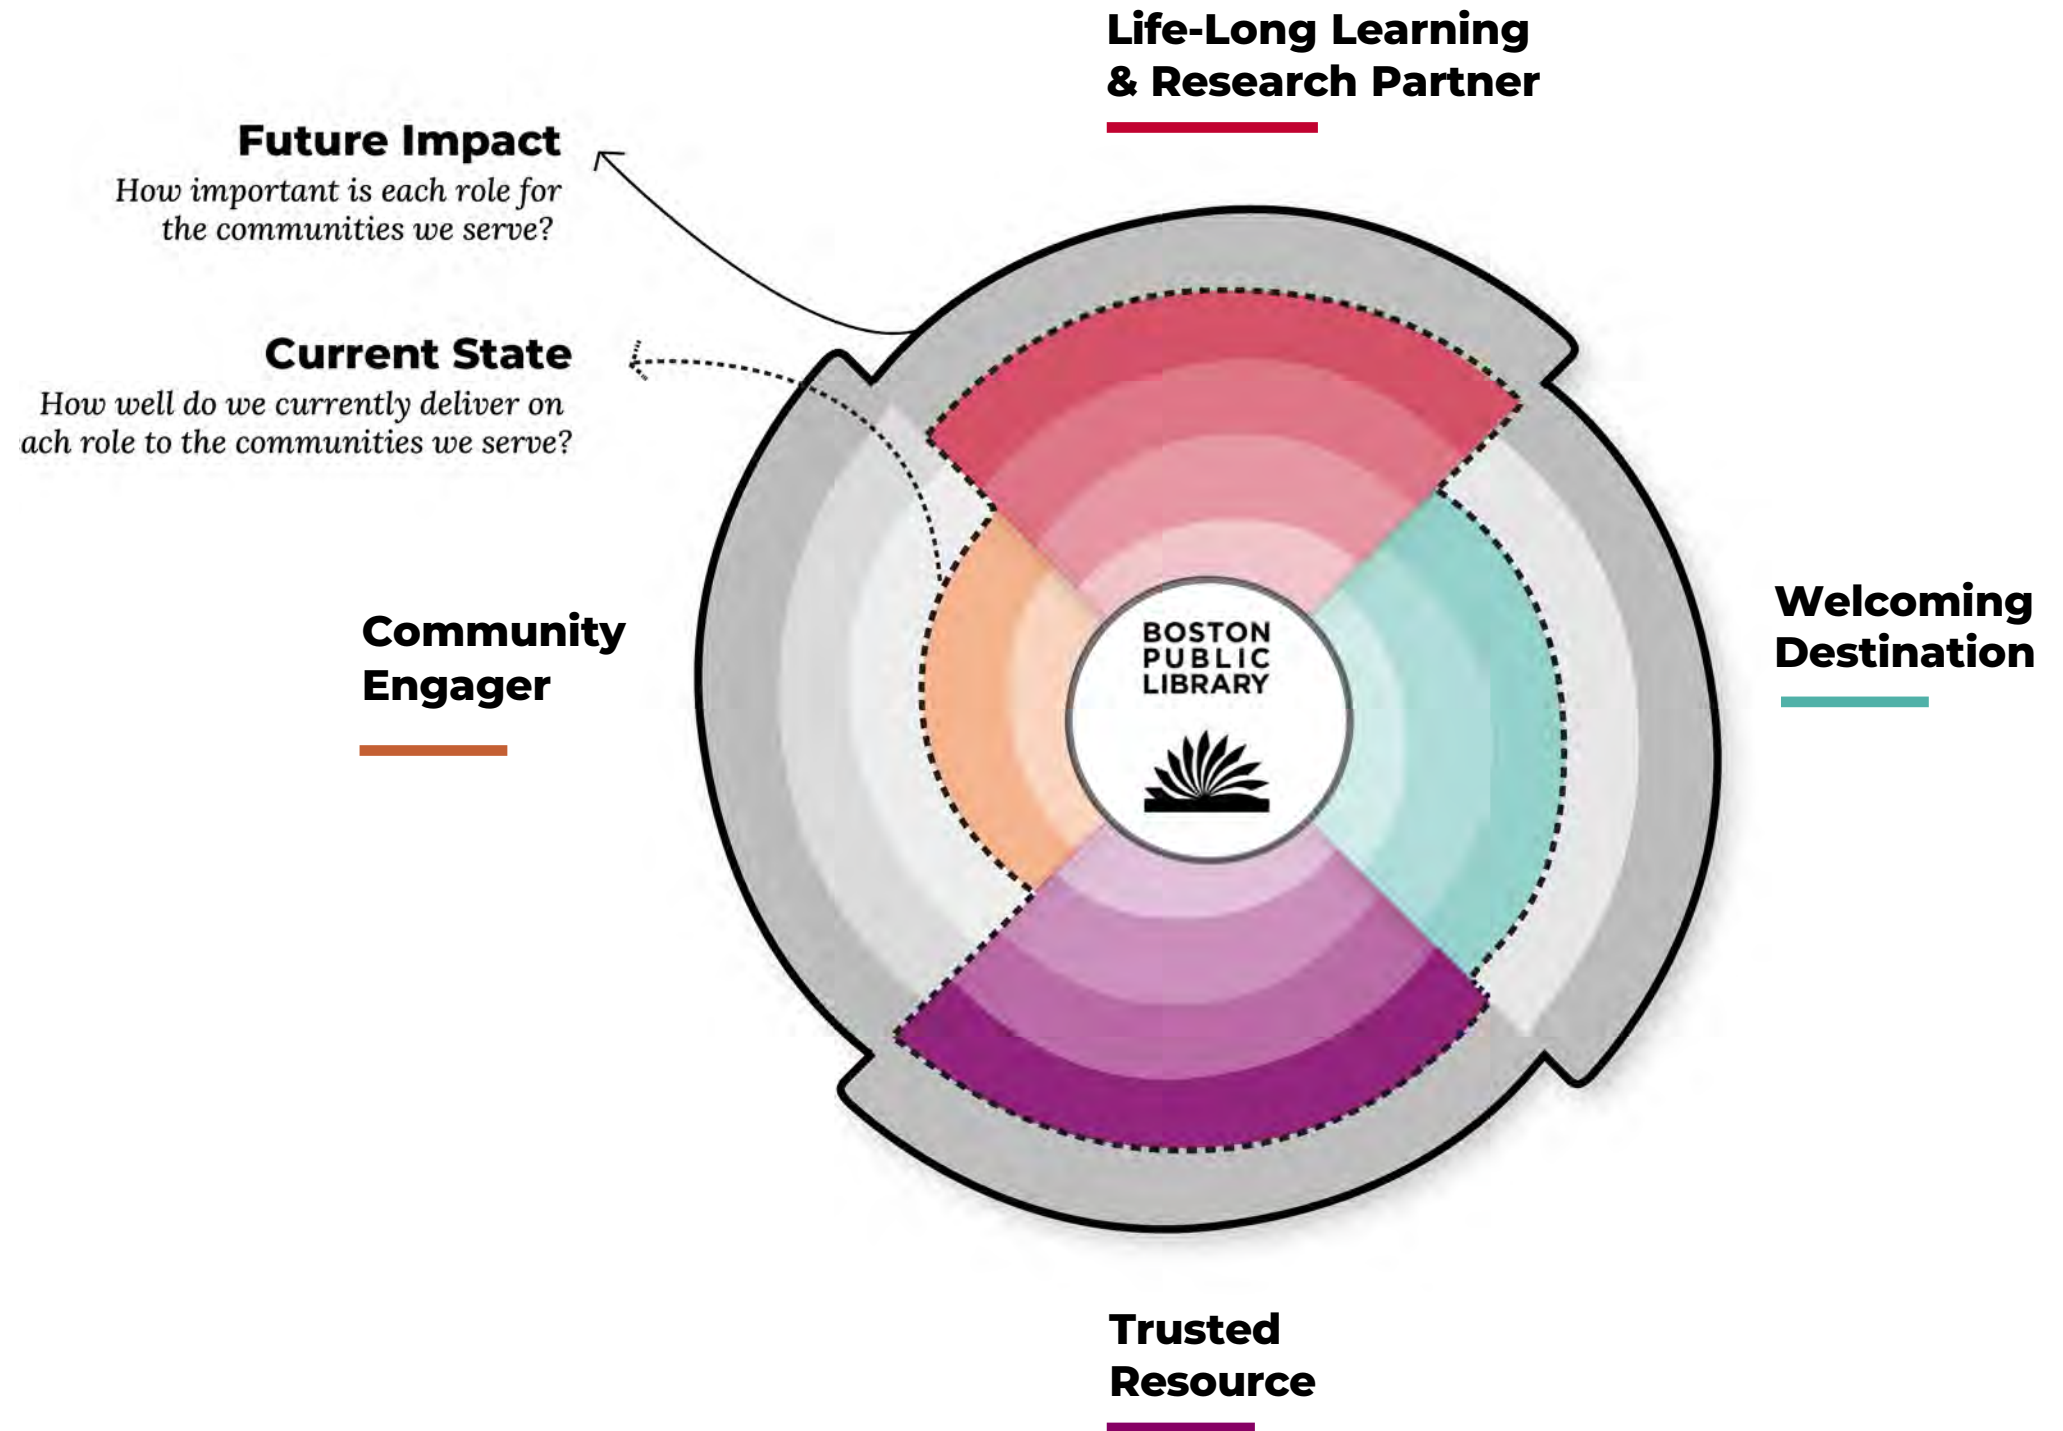 Life-Long Learning
& Research Partner
Future Impact
How important is each role for
the communities we serve?
Current State
How well do we currently deliver on
ach role to the communities we serve?
Community
Engager
BOSTON
PUBLIC
LIBRARY
Welcoming
Destination
Trusted
Resource